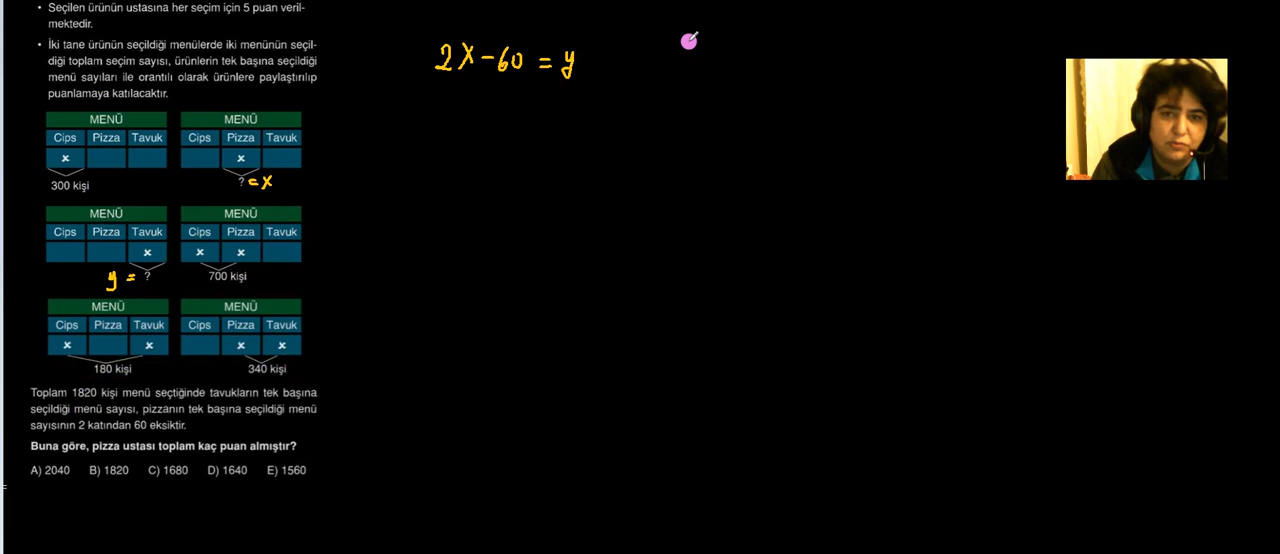 • Seçilen ürünün ustasına her seçim için 5 puan veril-
mektedir.
• İki tane ürünün seçildiği menülerde iki menünün seçil-
diği toplam seçim sayısı, ürünlerin tek başına seçildiği
menü sayıları ile orantılı olarak ürünlere paylaştırılıp
puanlamaya katılacaktır.
2x-60 = y
MENÜ MENÜ
Cips Pizza Tavuk Cips Pizza Tavuk
x x
300 kişi ? = x
MENÜ MENÜ
Cips Pizza Tavuk Cips Pizza Tavuk
x x x
y = ? 700 kişi
MENÜ MENÜ
Cips Pizza Tavuk Cips Pizza Tavuk
x x x x
180 kişi 340 kişi
Toplam 1820 kişi menü seçtiğinde tavukların tek başına
seçildiği menü sayısı, pizzanın tek başına seçildiği menü
sayısının 2 katından 60 eksiktir.
Buna göre, pizza ustası toplam kaç puan almıştır?
A) 2040 B) 1820 C) 1680 D) 1640 E) 1560